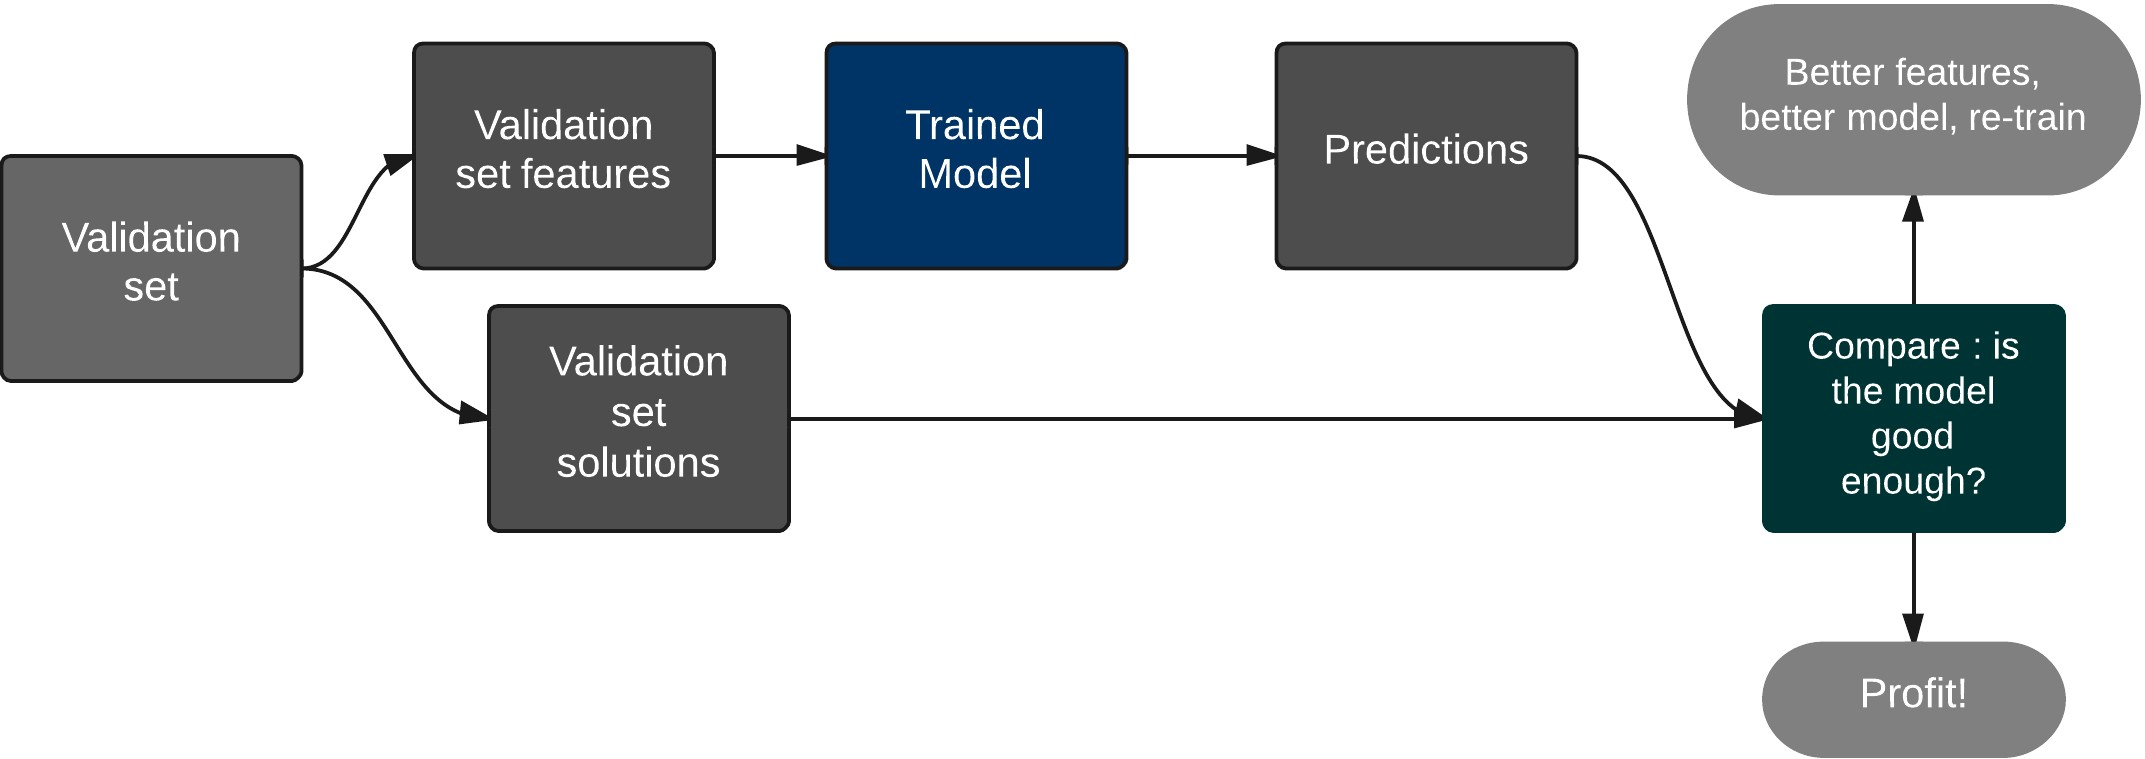 Validation
set
Validation
set features
Trained
Model
Predictions
Better features,
better model, re-train
Validation
set
solutions
Compare : is
the model
good
enough?
Profit!